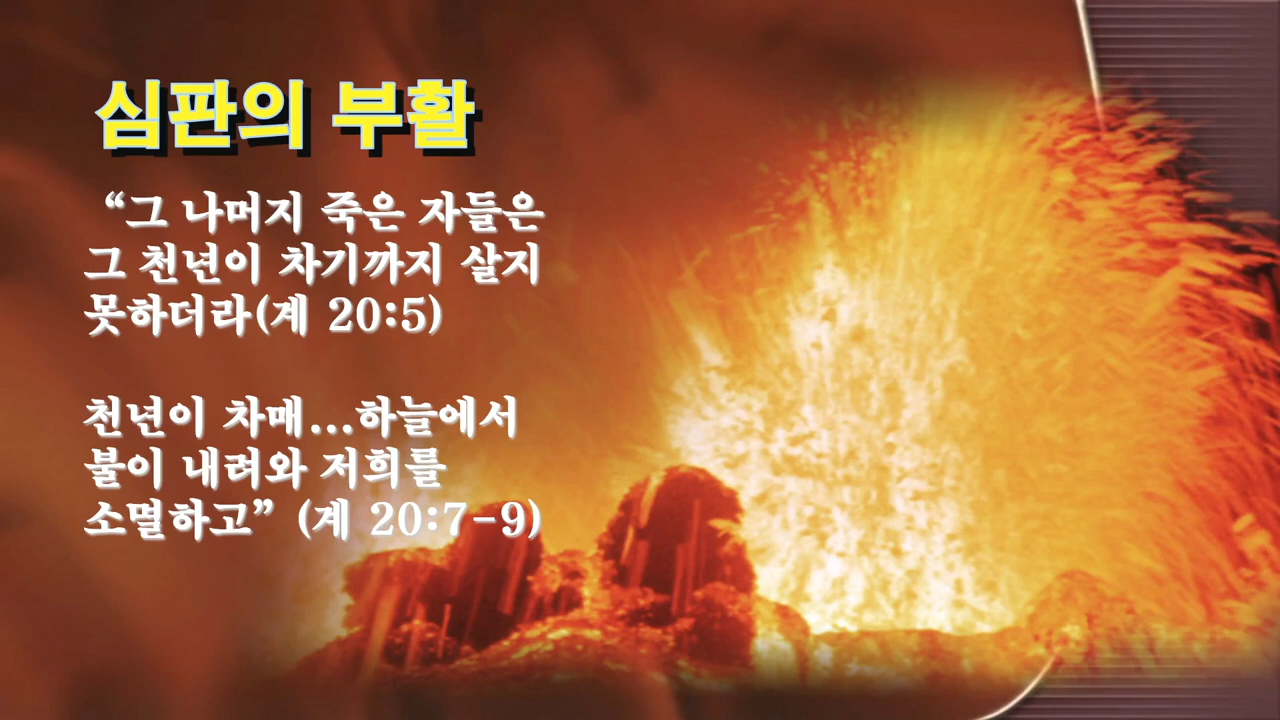 심판의 부활
“그 나머지 죽은 자들은
그 천년이 차기까지 살지
못하더라(계 20:5)
천년이 차매...하늘에서
불이 내려와 저희를
소멸하고” (계 20:7-9)